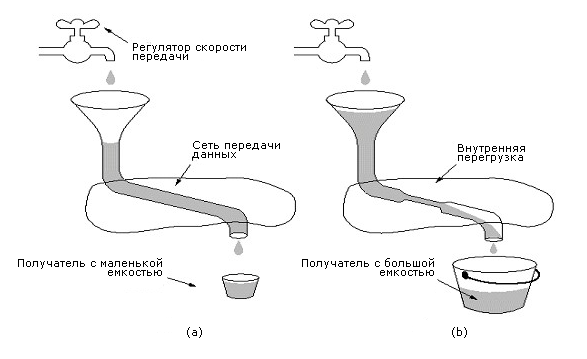 Регулятор скорости
передачи
Сеть передачи
данных
Внутренняя
перегрузка
Получатель с маленькой
емкостью
Получатель с большой
емкостью
(a)
(b)